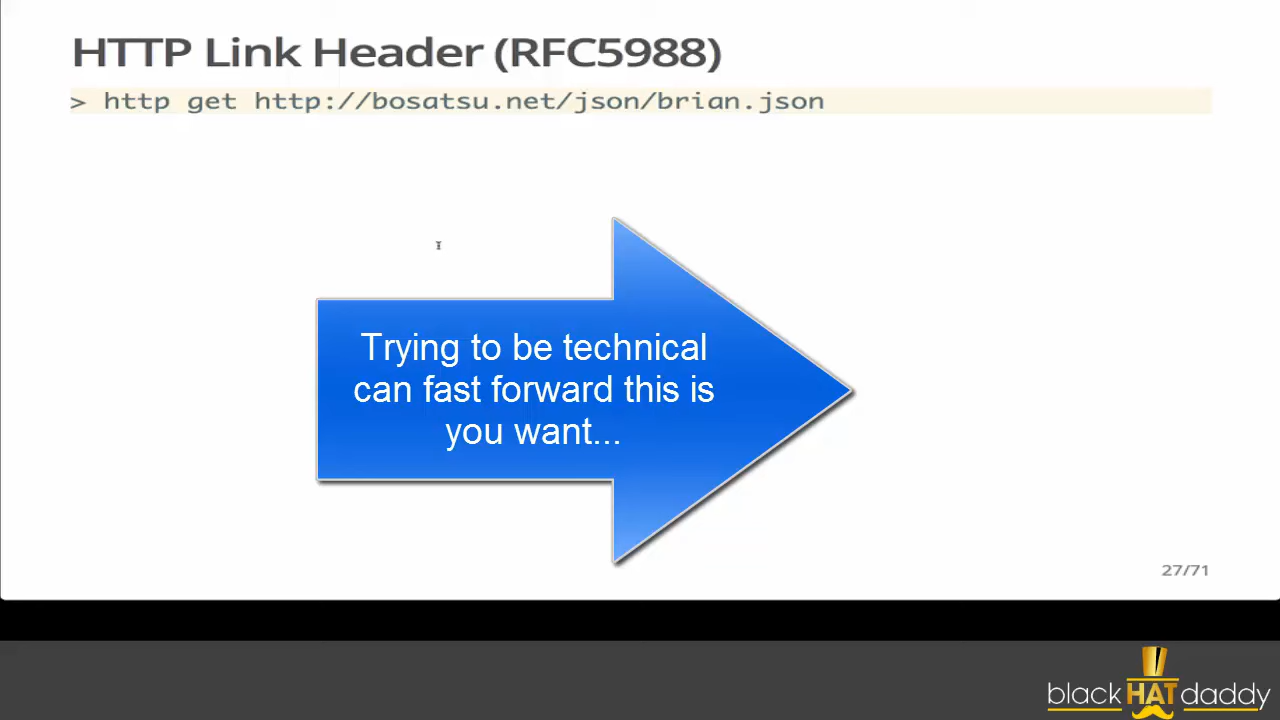 HTTP Link Header (RFC5988)
> http get http://bosatsu.net/json/brian.json
Trying to be technical
can fast forward this is
you want...
27/71
blackHATdaddy